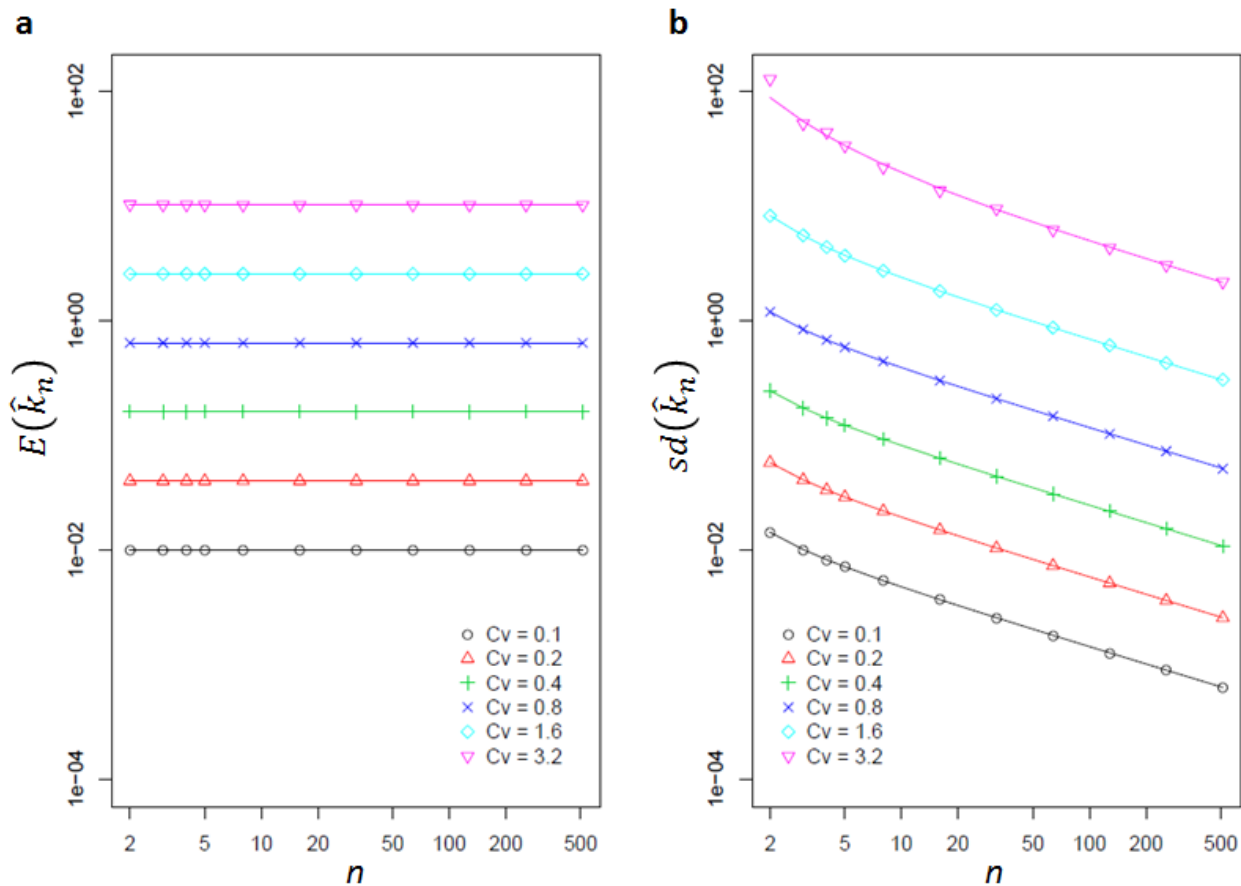 a
1e+02
1e+00
1e-02
1e-04
E(k̂ₙ)
2 5 10 20 50 100 200 500
n
Cv = 0.1
Cv = 0.2
Cv = 0.4
Cv = 0.8
Cv = 1.6
Cv = 3.2
b
1e+02
1e+00
1e-02
1e-04
sd(k̂ₙ)
2 5 10 20 50 100 200 500
n
Cv = 0.1
Cv = 0.2
Cv = 0.4
Cv = 0.8
Cv = 1.6
Cv = 3.2